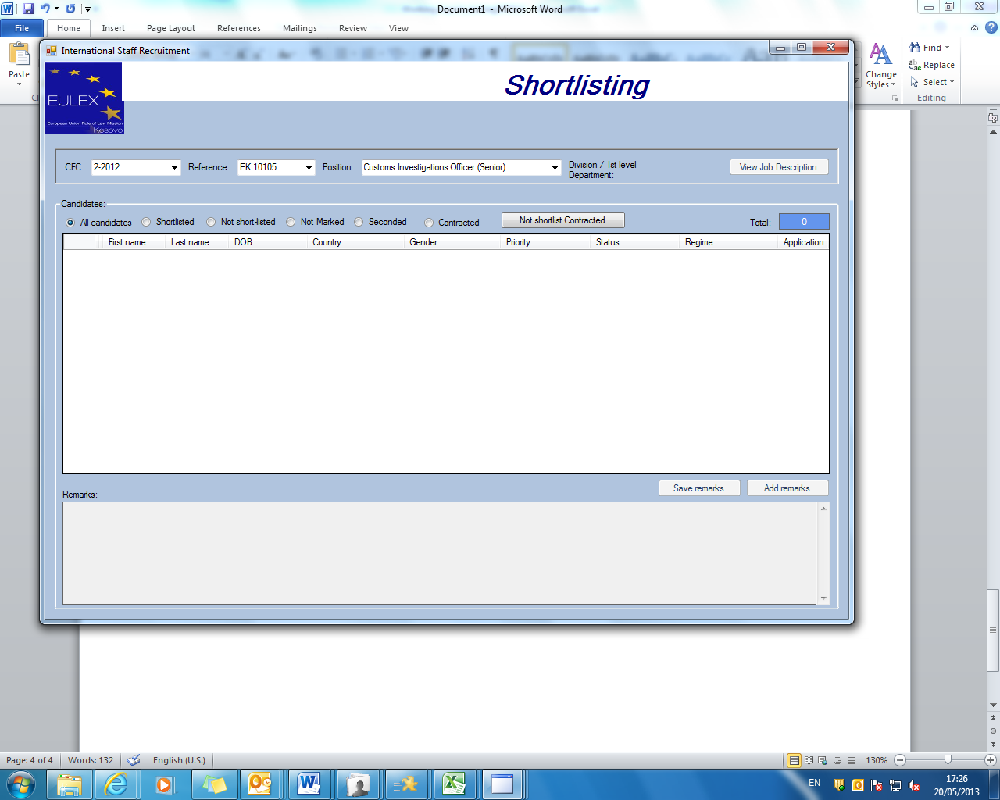 Document1 - Microsoft Word
File Home Insert Page Layout References Mailings Review View
Paste
International Staff Recruitment
Change Styles
Find
Replace
Select
Editing
EULEX
European Union Rule of Law Mission
Kosovo
Shortlisting
CFC: 2-2012 Reference: EK 10105 Position: Customs Investigations Officer (Senior) Division / 1st level
Department:
View Job Description
Candidates:
All candidates Shortlisted Not short-listed Not Marked Seconded Contracted Not shortlist Contracted Total: 0
First name Last name DOB Country Gender Priority Status Regime Application
Save remarks Add remarks
Remarks:
Page: 4 of 4 Words: 132 English (U.S.) 130%
EN 17:26
20/05/2013